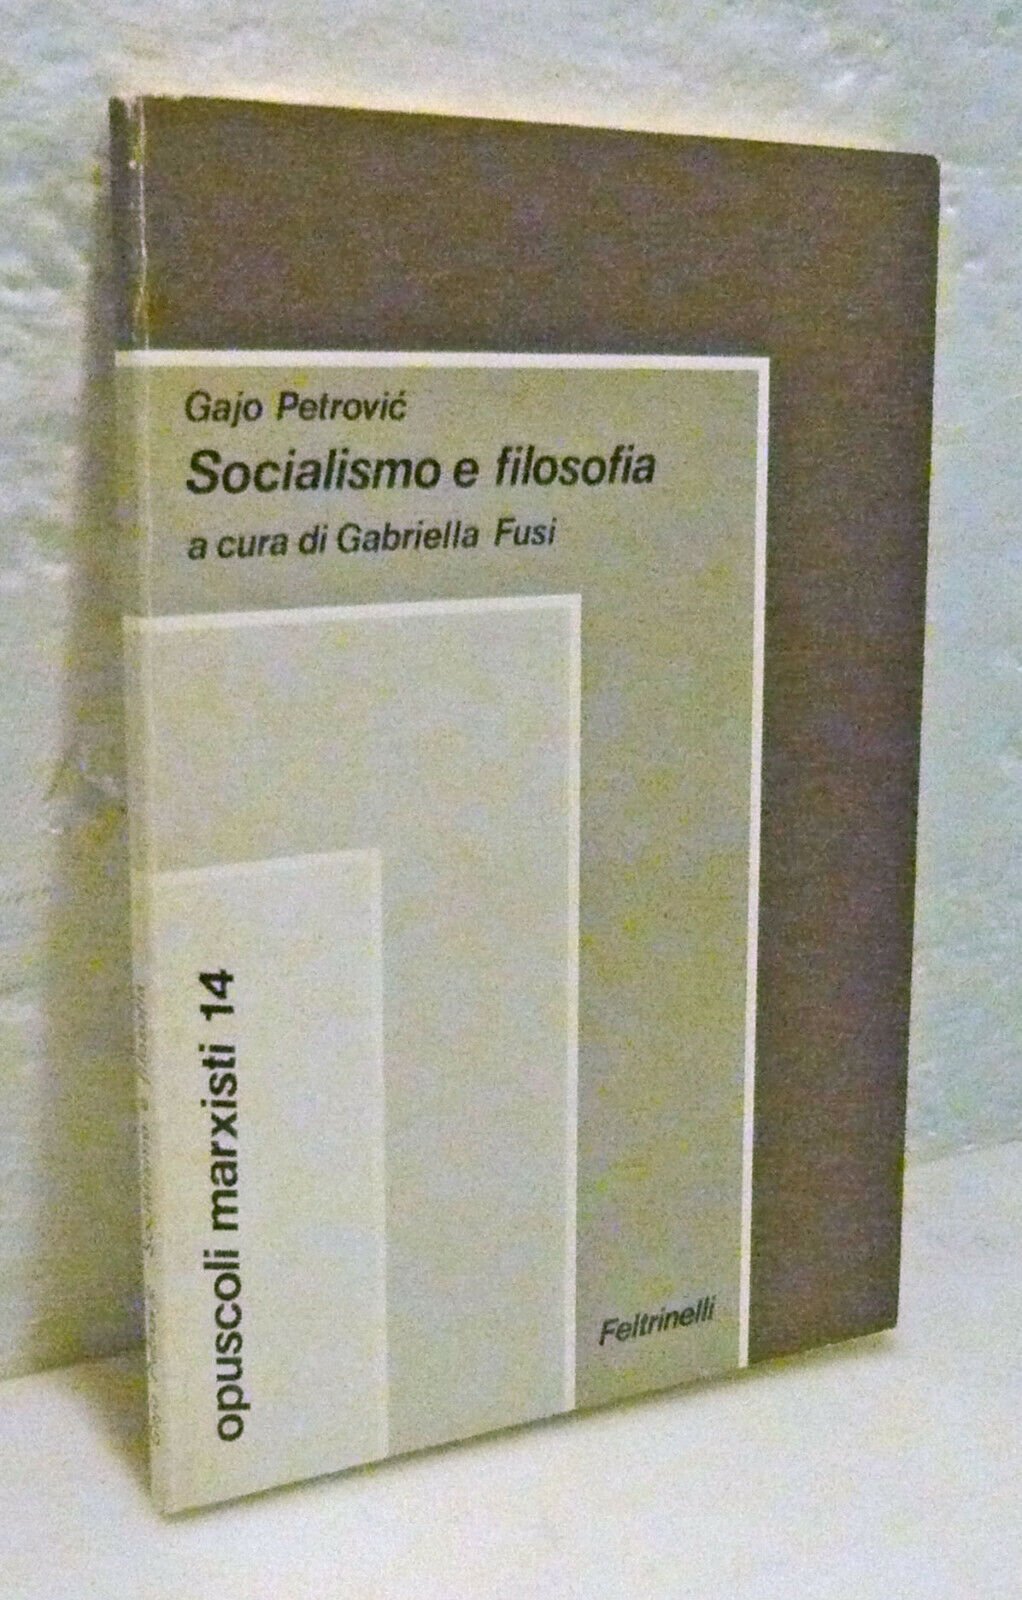 Gajo Petrović
Socialismo e filosofia
a cura di Gabriella Fusi
opuscoli marxisti 14
Feltrinelli